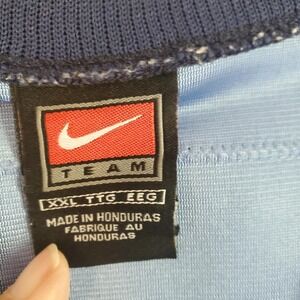 TEAM
XXL TTG EEG
MADE IN HONDURAS
FABRIQUE AU
HONDURAS